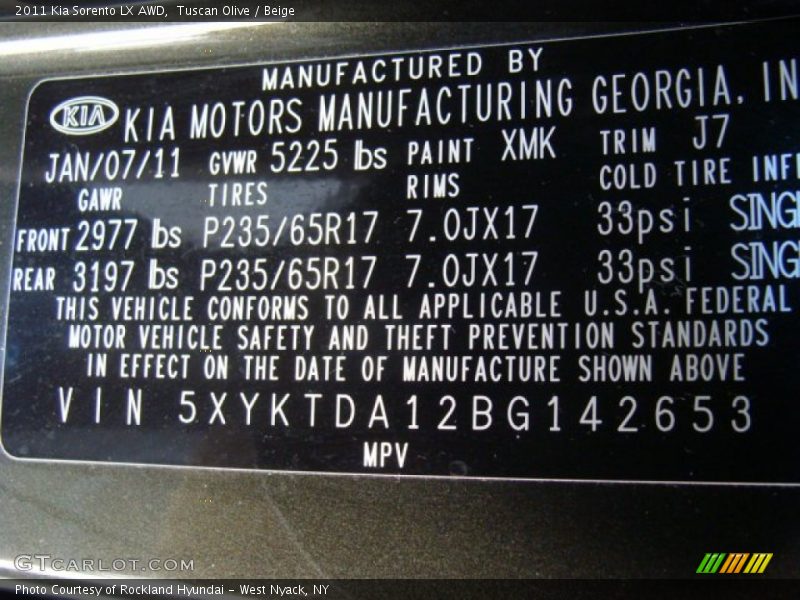 2011 Kia Sorento LX AWD, Tuscan Olive / Beige
MANUFACTURED BY
KIA KIA MOTORS MANUFACTURING GEORGIA, IN
JAN/07/11 GVWR 5225 lbs PAINT XMK TRIM J7
GAWR TIRES RIMS COLD TIRE INFL
FRONT 2977 lbs P235/65R17 7.0JX17 33psi SINGL
REAR 3197 lbs P235/65R17 7.0JX17 33psi SINGL
THIS VEHICLE CONFORMS TO ALL APPLICABLE U.S.A. FEDERAL
MOTOR VEHICLE SAFETY AND THEFT PREVENTION STANDARDS
IN EFFECT ON THE DATE OF MANUFACTURE SHOWN ABOVE
VIN 5XYKTDA12BG142653
MPV
GTCARLOT.COM
Photo Courtesy of Rockland Hyundai - West Nyack, NY